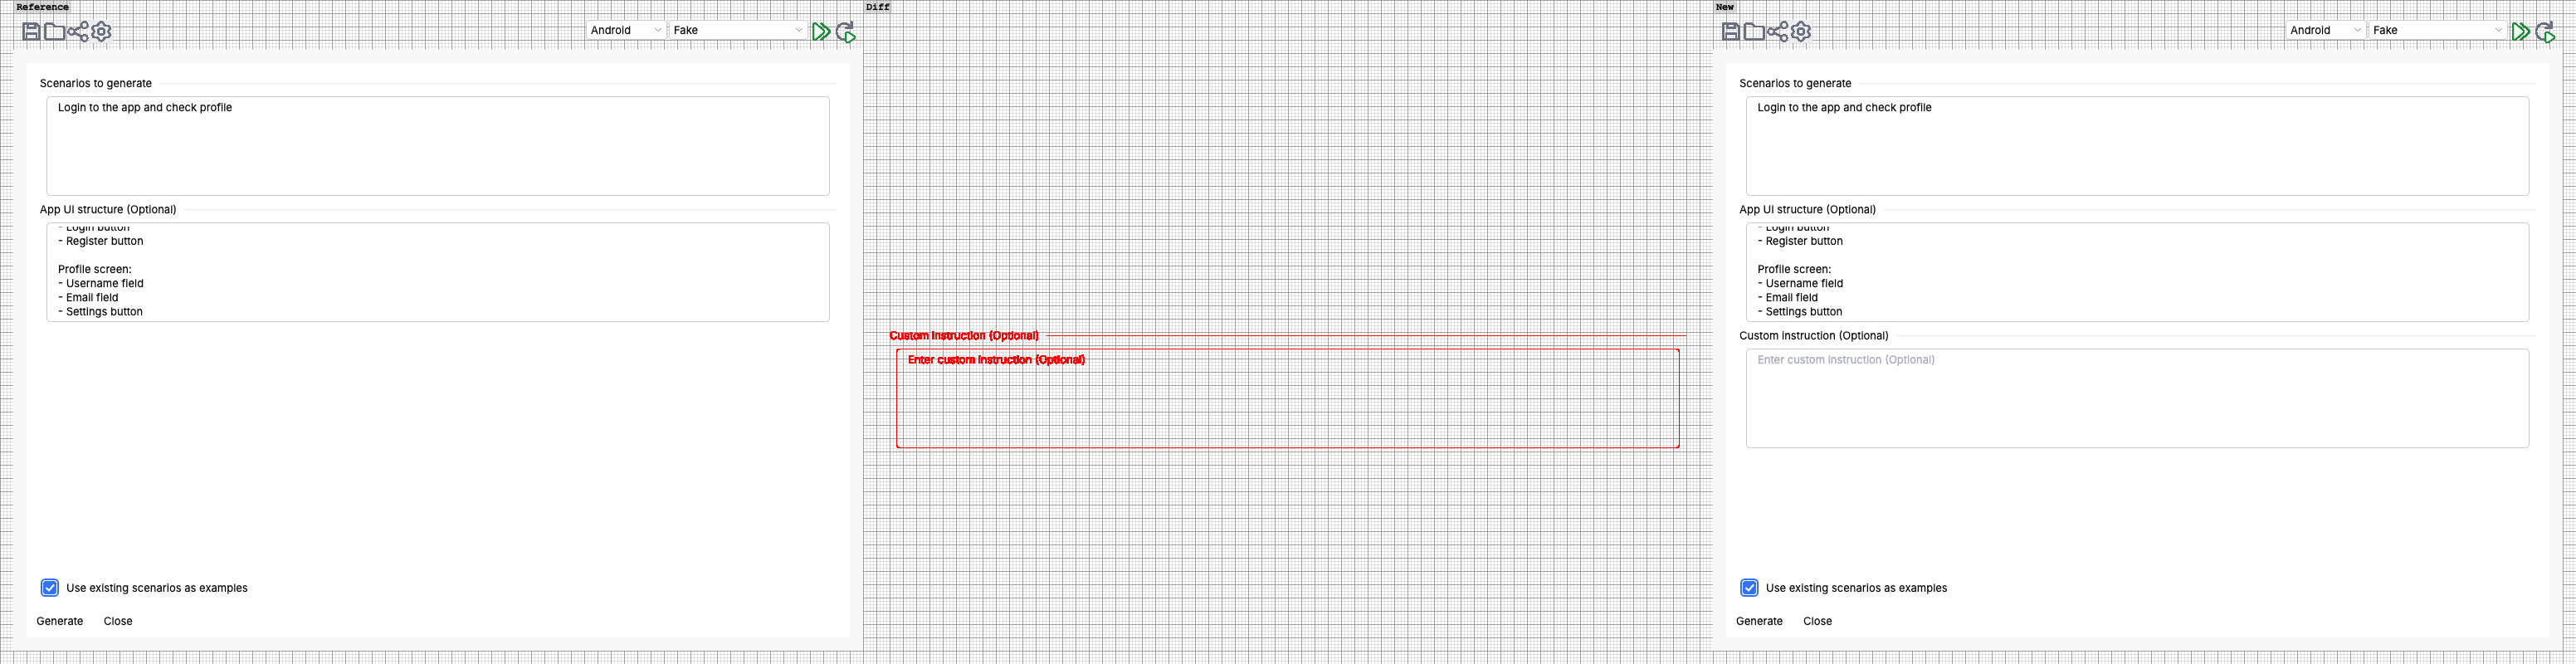 Reference
Android
Fake
Scenarios to generate
Login to the app and check profile
App UI structure (Optional)
- Login button
- Register button
Profile screen:
- Username field
- Email field
- Settings button
Use existing scenarios as examples
Generate
Close
Diff
Custom instruction (Optional)
Enter custom instruction (Optional)
New
Android
Fake
Scenarios to generate
Login to the app and check profile
App UI structure (Optional)
- Login button
- Register button
Profile screen:
- Username field
- Email field
- Settings button
Custom instruction (Optional)
Enter custom instruction (Optional)
Use existing scenarios as examples
Generate
Close